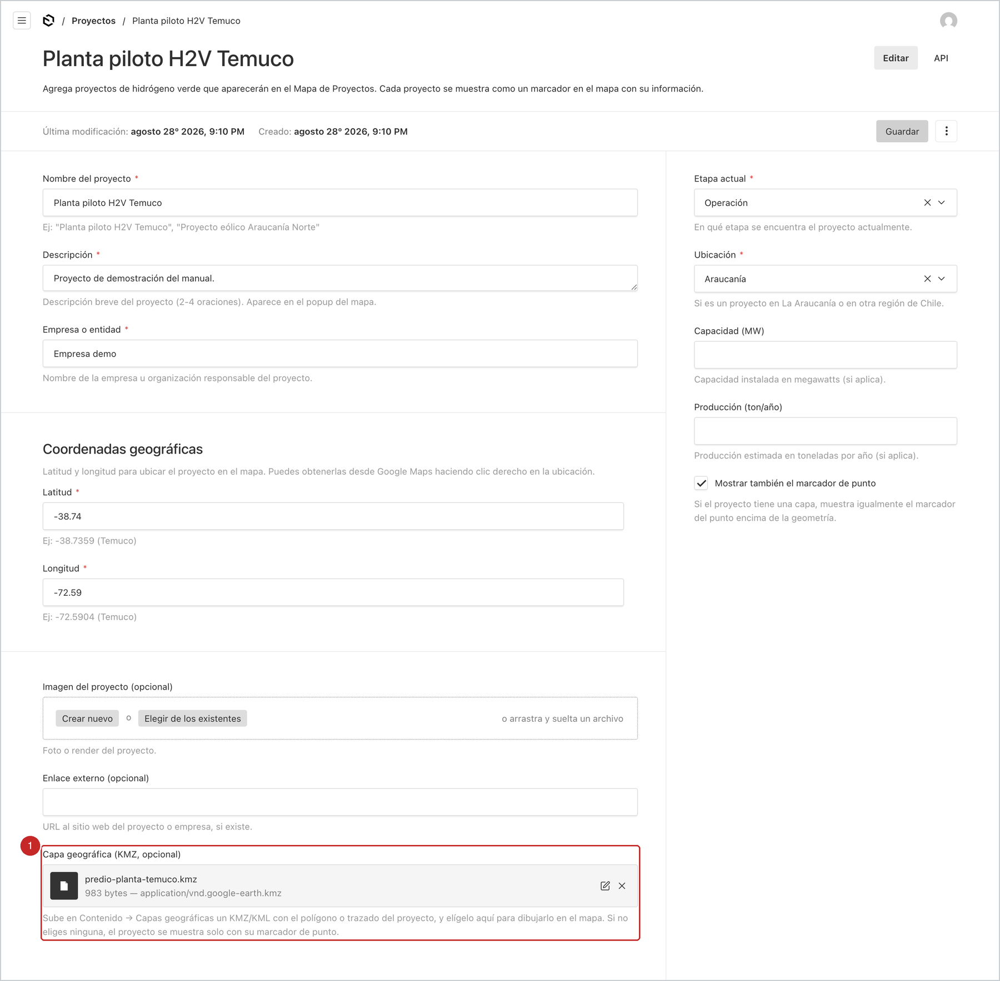 / Proyectos / Planta piloto H2V Temuco
Planta piloto H2V Temuco
Editar
API
Agrega proyectos de hidrógeno verde que aparecerán en el Mapa de Proyectos. Cada proyecto se muestra como un marcador en el mapa con su información.
Última modificación: agosto 28º 2026, 9:10 PM
Creado: agosto 28º 2026, 9:10 PM
Guardar
Nombre del proyecto *
Planta piloto H2V Temuco
Ej: "Planta piloto H2V Temuco", "Proyecto eólico Araucanía Norte"
Descripción *
Proyecto de demostración del manual.
Descripción breve del proyecto (2-4 oraciones). Aparece en el popup del mapa.
Empresa o entidad *
Empresa demo
Nombre de la empresa u organización responsable del proyecto.
Coordenadas geográficas
Latitud y longitud para ubicar el proyecto en el mapa. Puedes obtenerlas desde Google Maps haciendo clic derecho en la ubicación.
Latitud *
-38.74
Ej: -38.7359 (Temuco)
Longitud *
-72.59
Ej: -72.5904 (Temuco)
Imagen del proyecto (opcional)
Crear nuevo o Elegir de los existentes
o arrastra y suelta un archivo
Foto o render del proyecto.
Enlace externo (opcional)
URL al sitio web del proyecto o empresa, si existe.
1
Capa geográfica (KMZ, opcional)
predio-planta-temuco.kmz
983 bytes — application/vnd.google-earth.kmz
Sube en Contenido → Capas geográficas un KMZ/KML con el polígono o trazado del proyecto, y elígelo aquí para dibujarlo en el mapa. Si no
eliges ninguna, el proyecto se muestra solo con su marcador de punto.
Etapa actual *
Operación
En qué etapa se encuentra el proyecto actualmente.
Ubicación *
Araucanía
Si es un proyecto en La Araucanía o en otra región de Chile.
Capacidad (MW)
Capacidad instalada en megawatts (si aplica).
Producción (ton/año)
Producción estimada en toneladas por año (si aplica).
Mostrar también el marcador de punto
Si el proyecto tiene una capa, muestra igualmente el marcador
del punto encima de la geometría.